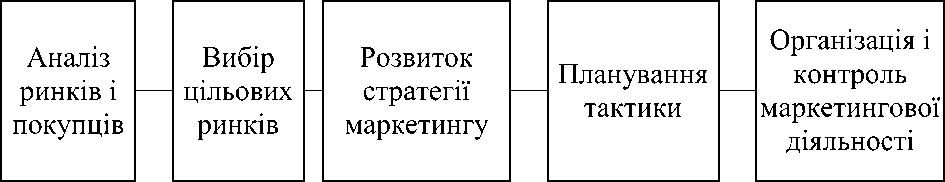 Аналіз
ринків і
покупців
Вибір
цільових
ринків
Розвиток
стратегії
маркетингу
Планування
тактики
Організація і
контроль
маркетингової
діяльності